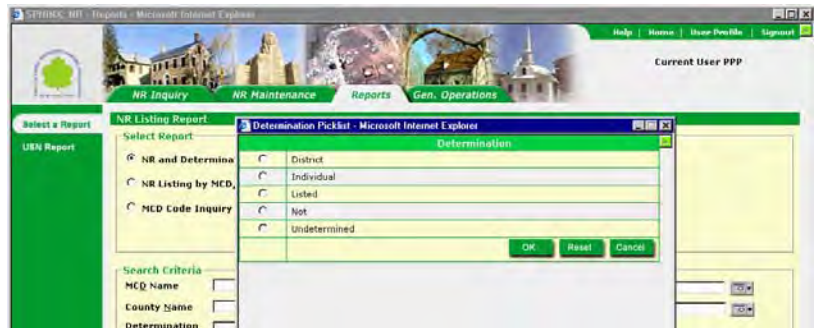 SPHINX NR - Reports - Microsoft Internet Explorer
Help | Home | User Profile | Signout
Current User PPP
NR Inquiry NR Maintenance Reports Gen. Operations
Select a Report
USN Report
NR Listing Report
Select Report
NR and Determina
NR Listing by MCD,
MCD Code Inquiry
Determination Picklist - Microsoft Internet Explorer
Determination
District
Individual
Listed
Not
Undetermined
OK Reset Cancel
Search Criteria
MCD Name
County Name
Determination